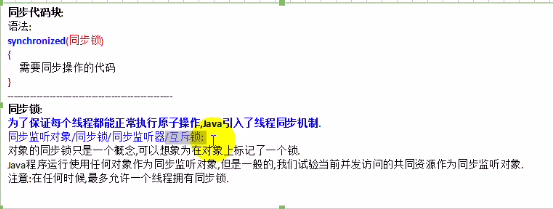 同步代码块:
语法:
synchronized(同步锁)
{
需要同步操作的代码
}
----------------------------------------------
同步锁:
为了保证每个线程都能正常执行原子操作,Java引入了线程同步机制.
同步监听对象/同步锁/同步监听器/互斥锁:
对象的同步锁只是一个概念,可以想象为在对象上标记了一个锁.
Java程序运行使用任何对象作为同步监听对象,但是一般的,我们试验当前并发访问的共同资源作为同步监听对象.
注意:在任何时候,最多允许一个线程拥有同步锁.